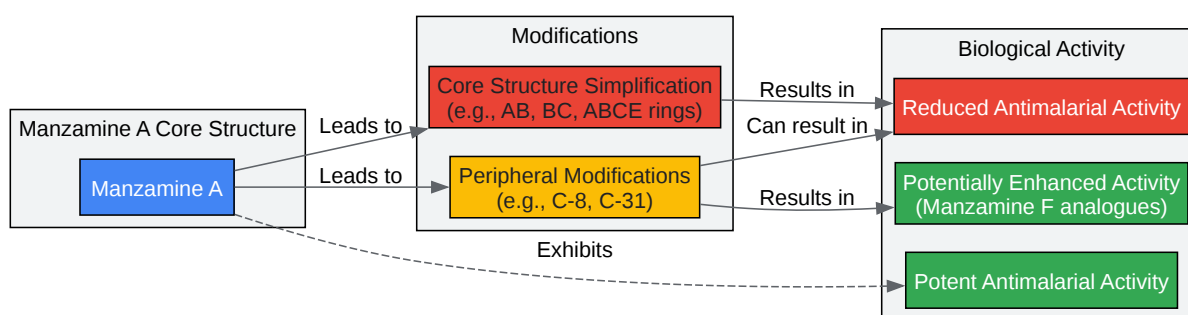 Manzamine A Core Structure
Manzamine A
Leads to
Leads to
Exhibits
Modifications
Core Structure Simplification
(e.g., AB, BC, ABCE rings)
Peripheral Modifications
(e.g., C-8, C-31)
Results in
Can result in
Results in
Biological Activity
Reduced Antimalarial Activity
Potentially Enhanced Activity
(Manzamine F analogues)
Potent Antimalarial Activity